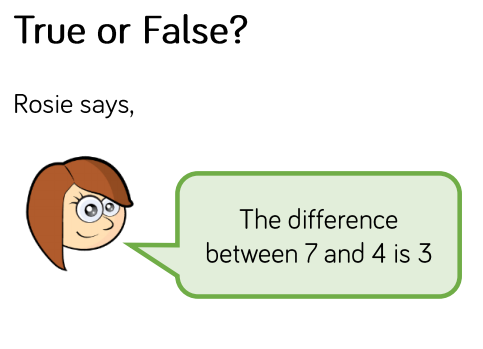 True or False?
Rosie says,
The difference
between 7 and 4 is 3